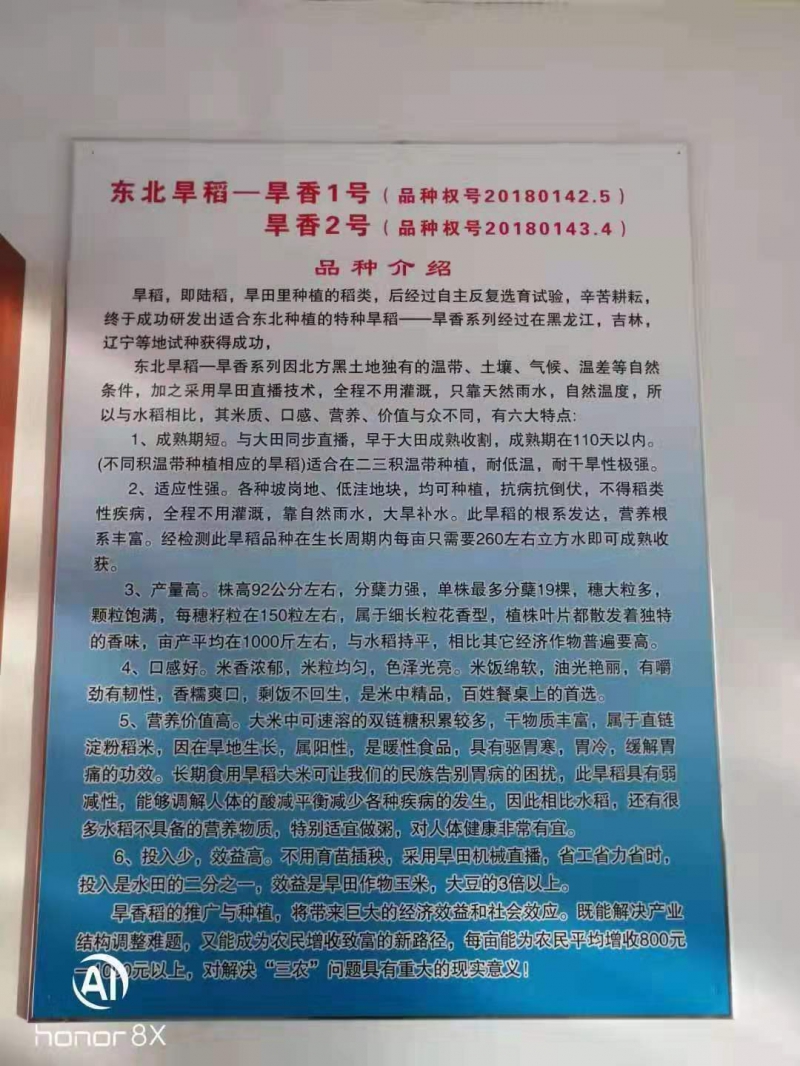 东北旱稻—旱香1号（品种权号20180142.5）
旱香2号（品种权号20180143.4）
品种介绍
旱稻，即陆稻，旱田里种植的稻类，后经过自主反复选育试验，辛苦耕耘，
终于成功研发出适合东北种植的特种旱稻——旱香系列经过在黑龙江，吉林，
辽宁等地试种获得成功，
东北旱稻—旱香系列因北方黑土地独有的温带、土壤、气候、温差等自然
条件，加之采用旱田直播技术，全程不用灌溉，只靠天然雨水，自然温度，所
以与水稻相比，其米质、口感、营养、价值与众不同，有六大特点：
1、成熟期短。与大田同步直播，早于大田成熟收割，成熟期在110天以内。
(不同积温带种植相应的旱稻)适合在二三积温带种植，耐低温，耐干旱性极强。
2、适应性强。各种坡岗地、低洼地块，均可种植，抗病抗倒伏，不得稻类
性疾病，全程不用灌溉，靠自然雨水，大旱补水。此旱稻的根系发达，营养根
系丰富。经检测此旱稻品种在生长周期内每亩只需要260左右立方水即可成熟收
获。
3、产量高。株高92公分左右，分蘖力强，单株最多分蘖19棵，穗大粒多，
颗粒饱满，每穗籽粒在150粒左右，属于细长粒花香型，植株叶片都散发着独特
的香味，亩产平均在1000斤左右，与水稻持平，相比其它经济作物普遍要高。
4、口感好。米香浓郁，米粒均匀，色泽光亮。米饭绵软，油光艳丽，有嚼
劲有韧性，香糯爽口，剩饭不回生，是米中精品，百姓餐桌上的首选。
5、营养价值高。大米中可速溶的双链糖积累较多，干物质丰富，属于直链
淀粉稻米，因在旱地生长，属阳性，是暖性食品，具有驱胃寒，胃冷，缓解胃
痛的功效。长期食用旱稻大米可让我们的民族告别胃病的困扰，此旱稻具有弱
减性，能够调解人体的酸减平衡减少各种疾病的发生，因此相比水稻，还有很
多水稻不具备的营养物质，特别适宜做粥，对人体健康非常有宜。
6、投入少，效益高。不用育苗插秧，采用旱田机械直播，省工省力省时，
投入是水田的二分之一，效益是旱田作物玉米，大豆的3倍以上。
旱香稻的推广与种植，将带来巨大的经济效益和社会效应。既能解决产业
结构调整难题，又能成为农民增收致富的新路径，每亩能为农民平均增收800元
—1000元以上，对解决“三农”问题具有重大的现实意义！
AI
honor 8X